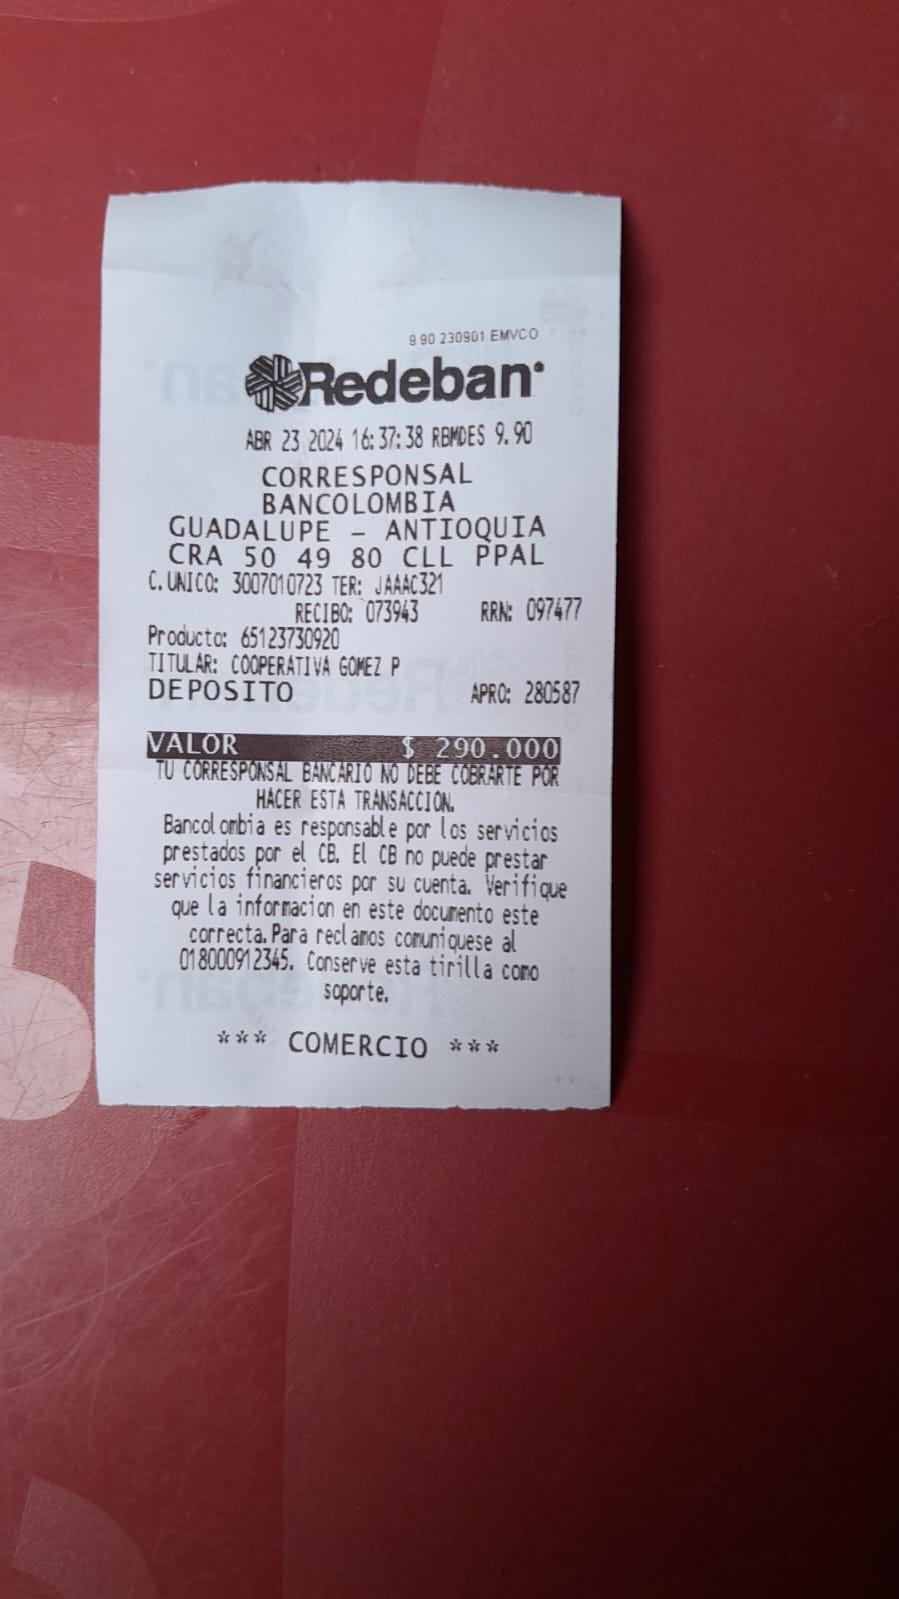 9 90 230901 EMVCO
Redeban
ABR 23 2024 16:37:38 RBMDES 9.90
CORRESPONSAL
BANCOLOMBIA
GUADALUPE - ANTIOQUIA
CRA 50 49 80 CLL PPAL
C.UNICO: 3007010723 TER: JAAAC321
RECIBO: 073943 RRN: 097477
Producto: 65123730920
TITULAR: COOPERATIVA GOMEZ P
DEPOSITO APRO: 280587
VALOR $ 290.000
TU CORRESPONSAL BANCARIO NO DEBE COBRARTE POR
HACER ESTA TRANSACCION.
Bancolombia es responsable por los servicios
prestados por el CB. El CB no puede prestar
servicios financieros por su cuenta. Verifique
que la informacion en este documento este
correcta. Para reclamos comuniquese al
018000912345. Conserve esta tirilla como
soporte.
*** COMERCIO ***